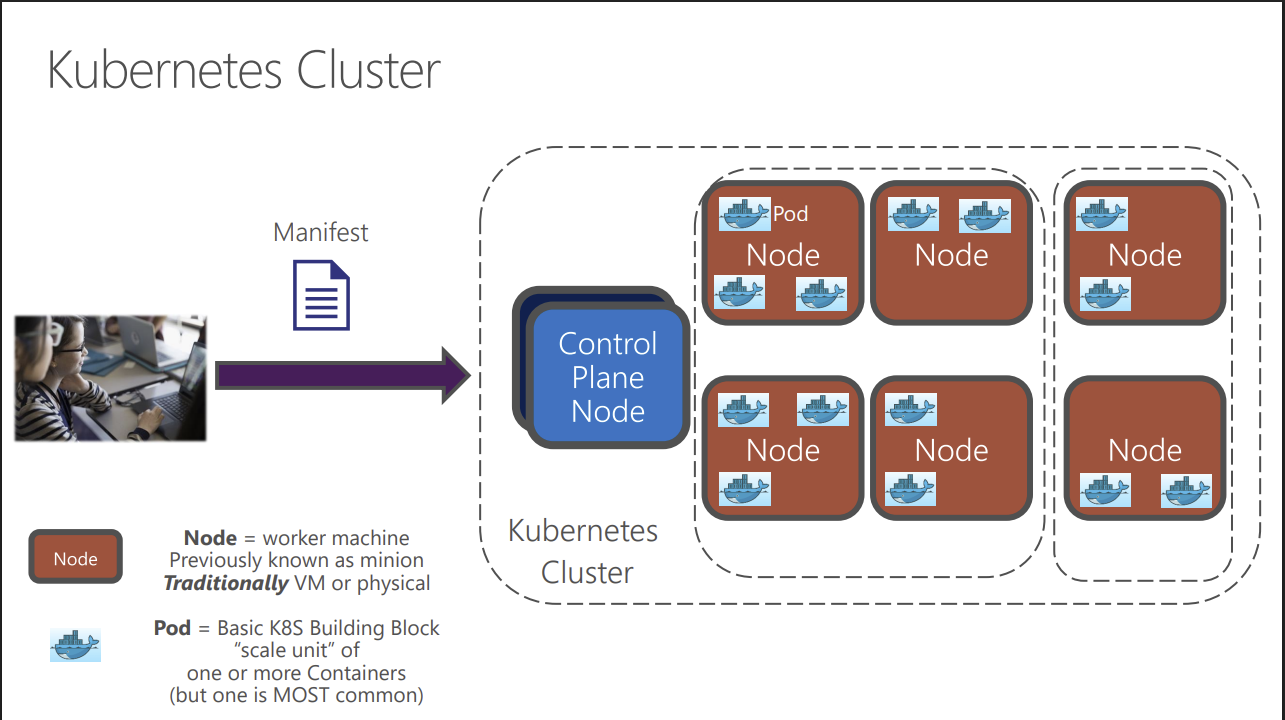 Kubernetes Cluster
Manifest
Pod
Node
Node
Node
Control
Plane
Node
Node
Node
Node
Kubernetes
Cluster
Node
Node = worker machine
Previously known as minion
Traditionally VM or physical
Pod = Basic K8S Building Block
“scale unit” of
one or more Containers
(but one is MOST common)